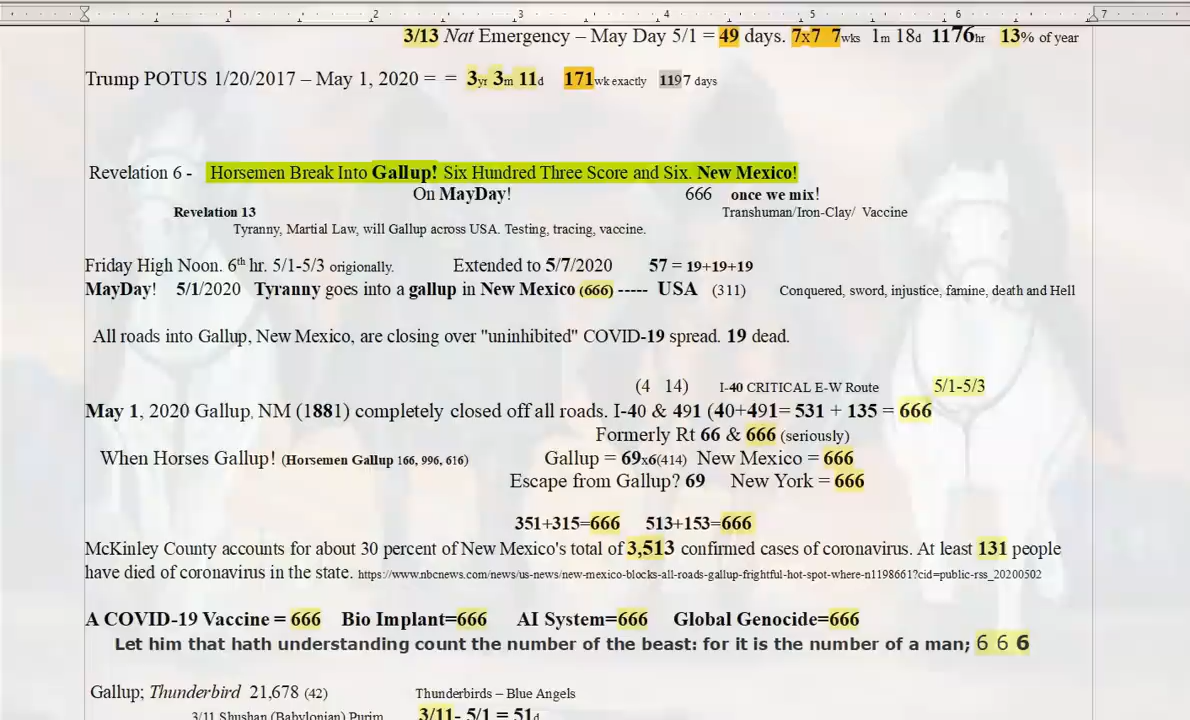 1 2 3 4 5 6 7
3/13 Nat Emergency – May Day 5/1 = 49 days. 7x7 7wks 1m 18d 1176hr 13% of year
Trump POTUS 1/20/2017 – May 1, 2020 = = 3yr 3m 11d 171wk exactly 1197 days
Revelation 6 - Horsemen Break Into Gallup! Six Hundred Three Score and Six. New Mexico!
On MayDay! 666 once we mix!
Revelation 13 Transhuman/Iron-Clay/ Vaccine
Tyranny, Martial Law, will Gallup across USA. Testing, tracing, vaccine.
Friday High Noon. 6th hr. 5/1-5/3 origionally. Extended to 5/7/2020 57 = 19+19+19
MayDay! 5/1/2020 Tyranny goes into a gallup in New Mexico (666) ----- USA (311) Conquered, sword, injustice, famine, death and Hell
All roads into Gallup, New Mexico, are closing over "uninhibited" COVID-19 spread. 19 dead.
(4 14) I-40 CRITICAL E-W Route 5/1-5/3
May 1, 2020 Gallup, NM (1881) completely closed off all roads. I-40 & 491 (40+491= 531 + 135 = 666
Formerly Rt 66 & 666 (seriously)
When Horses Gallup! (Horsemen Gallup 166, 996, 616) Gallup = 69x6(414) New Mexico = 666
Escape from Gallup? 69 New York = 666
351+315=666 513+153=666
McKinley County accounts for about 30 percent of New Mexico's total of 3,513 confirmed cases of coronavirus. At least 131 people
have died of coronavirus in the state. https://www.nbcnews.com/news/us-news/new-mexico-blocks-all-roads-gallup-frightful-hot-spot-where-n1198661?cid=public-rss_20200502
A COVID-19 Vaccine = 666 Bio Implant=666 AI System=666 Global Genocide=666
Let him that hath understanding count the number of the beast: for it is the number of a man; 6 6 6
Gallup; Thunderbird 21,678 (42) Thunderbirds – Blue Angels
3/11 Shushan (Babylonian) Purim 3/11- 5/1 = 51d